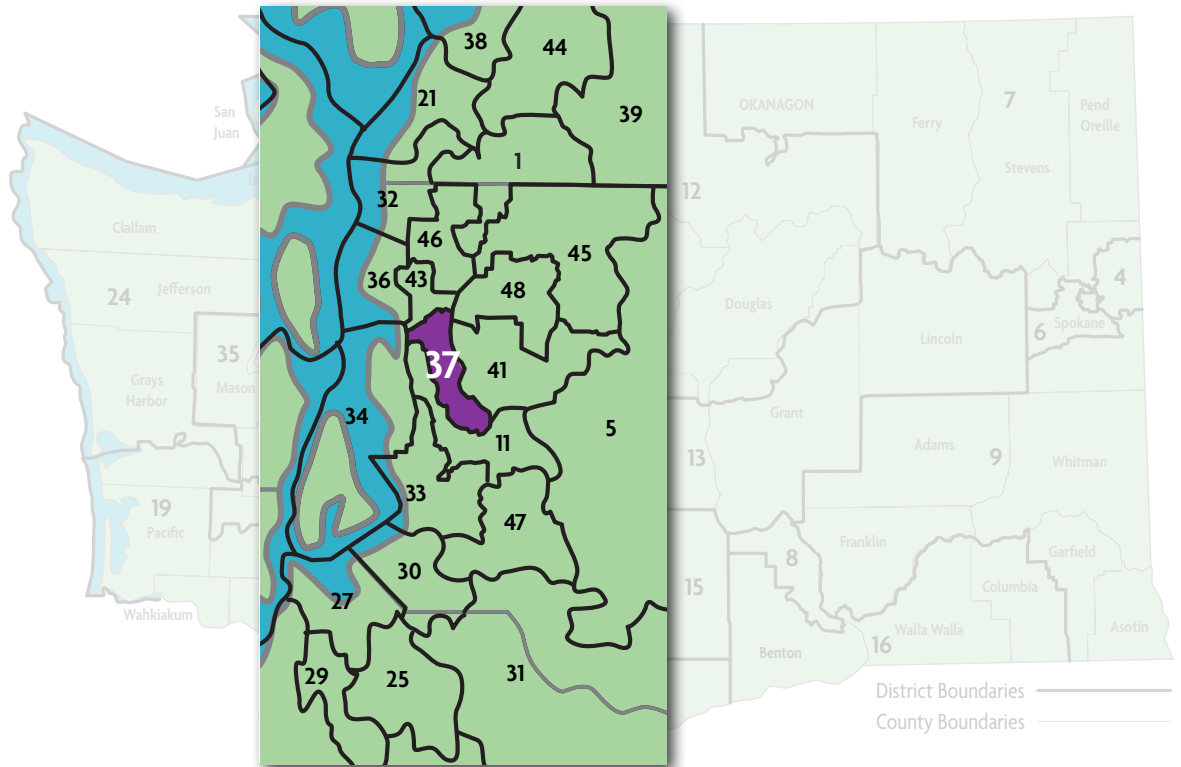 38
44
21
39
1
32
46
45
36
43
48
37
41
34
5
11
33
47
30
27
31
29
25
San
Juan
Clallam
24
Jefferson
35
Mason
Grays
Harbor
19
Pacific
Wahkiakum
OKANAGON
7
Pend
Oreille
Ferry
Stevens
12
Douglas
4
Spokane
6
Lincoln
Grant
Adams
9
Whitman
13
Franklin
8
Garfield
Columbia
15
Walla Walla
Asotin
Benton
16
District Boundaries
County Boundaries